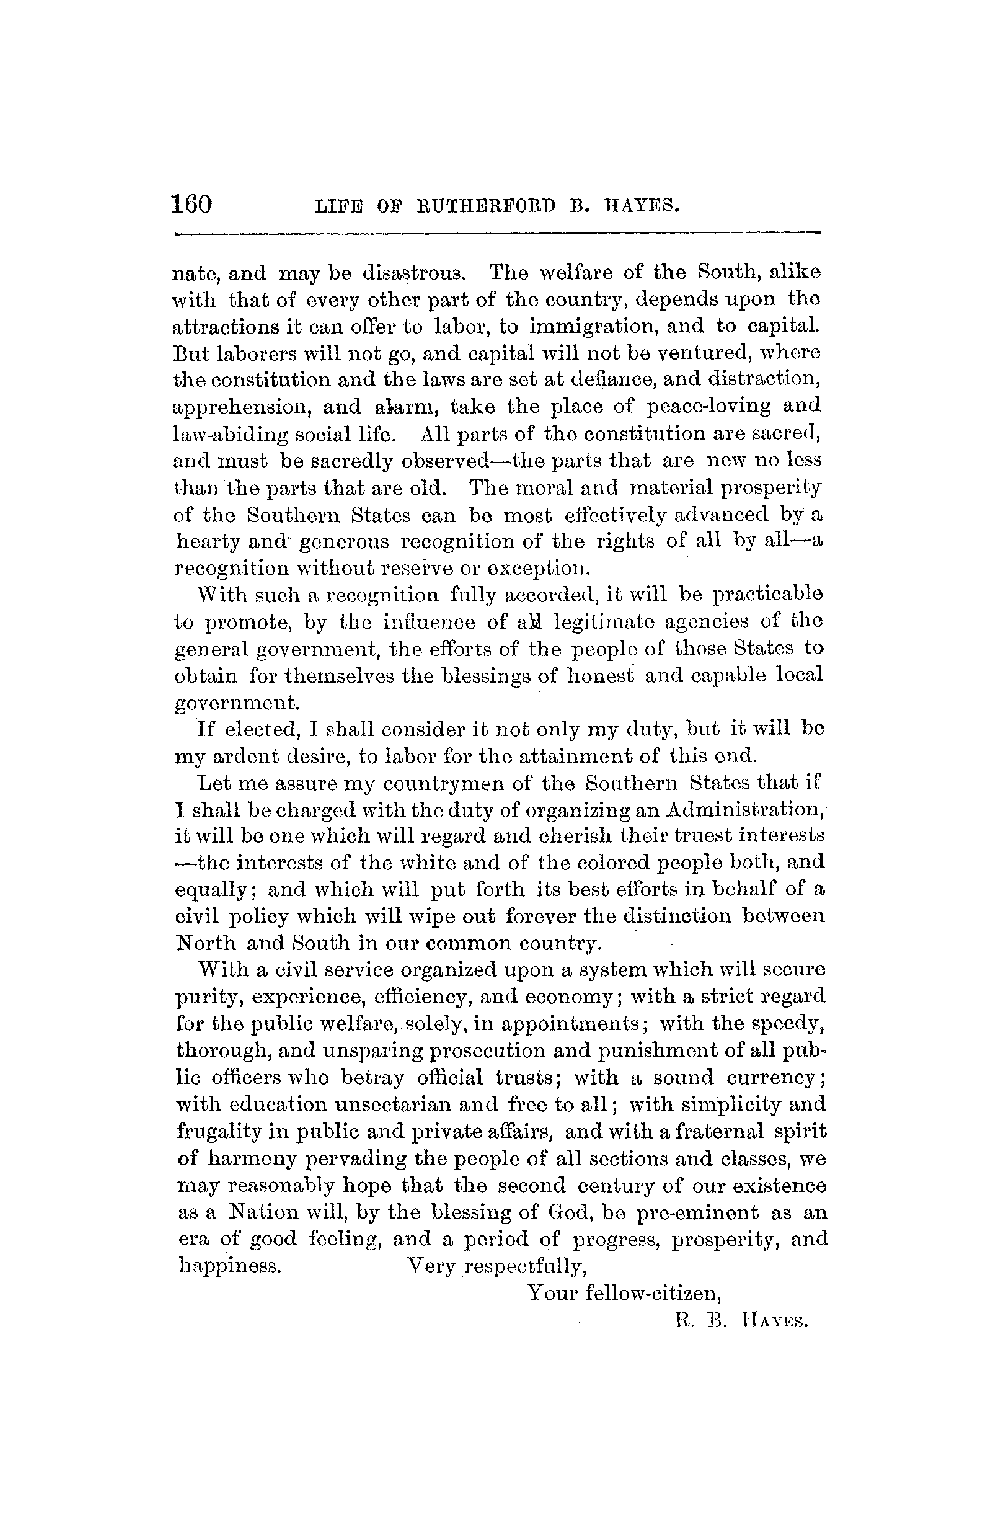 160 LIFE OF RUTHERFORD B. HAYES.
nate, and may be disastrous. The welfare of the South, alike
with that of every other part of the country, depends upon the
attractions it can offer to labor, to immigration, and to capital.
But laborers will not go, and capital will not be ventured, where
the constitution and the laws are set at defiance, and distraction,
apprehension, and alarm, take the place of peace-loving and
law-abiding social life. All parts of the constitution are sacred,
and must be sacredly observed—the parts that are new no less
than the parts that are old. The moral and material prosperity
of the Southern States can be most effectively advanced by a
hearty and generous recognition of the rights of all by all—a
recognition without reserve or exception.
With such a recognition fully accorded, it will be practicable
to promote, by the influence of all legitimate agencies of the
general government, the efforts of the people of those States to
obtain for themselves the blessings of honest and capable local
government.
If elected, I shall consider it not only my duty, but it will be
my ardent desire, to labor for the attainment of this end.
Let me assure my countrymen of the Southern States that if
I shall be charged with the duty of organizing an Administration,
it will be one which will regard and cherish their truest interests
—the interests of the white and of the colored people both, and
equally; and which will put forth its best efforts in behalf of a
civil policy which will wipe out forever the distinction between
North and South in our common country.
With a civil service organized upon a system which will secure
purity, experience, efficiency, and economy; with a strict regard
for the public welfare, solely, in appointments; with the speedy,
thorough, and unsparing prosecution and punishment of all pub-
lic officers who betray official trusts; with a sound currency;
with education unsectarian and free to all; with simplicity and
frugality in public and private affairs, and with a fraternal spirit
of harmony pervading the people of all sections and classes, we
may reasonably hope that the second century of our existence
as a Nation will, by the blessing of God, be pre-eminent as an
era of good feeling, and a period of progress, prosperity, and
happiness. Very respectfully,
Your fellow-citizen,
R. B. HAYES.